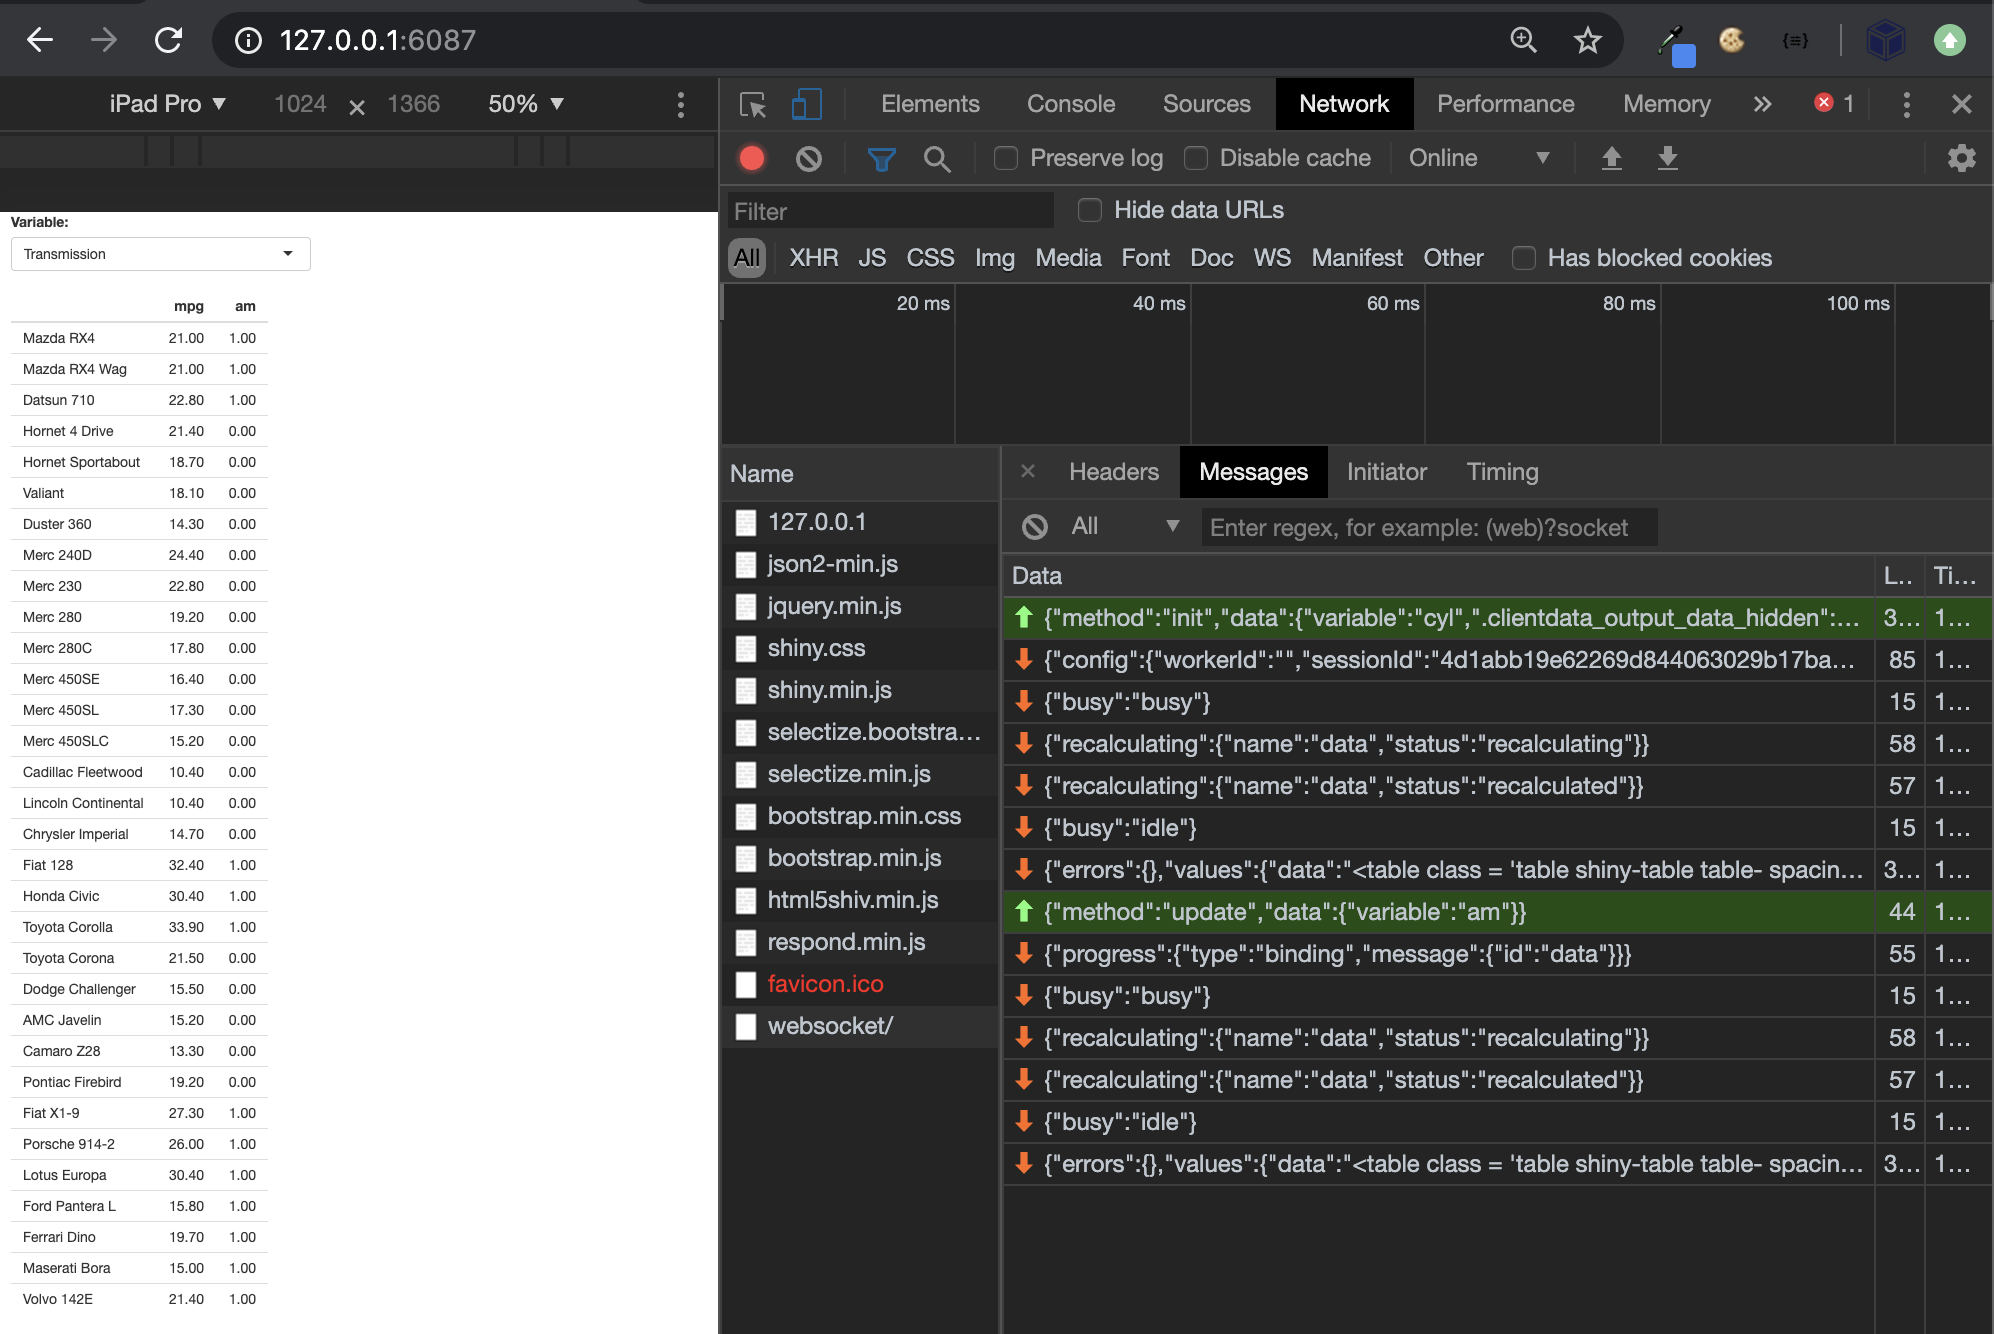 127.0.0.1:6087
iPad Pro ▼ 1024 × 1366 50% ▼
Elements Console Sources Network Performance Memory » 1
Preserve log Disable cache Online ▼
Filter Hide data URLs
All XHR JS CSS Img Media Font Doc WS Manifest Other Has blocked cookies
20 ms 40 ms 60 ms 80 ms 100 ms
Variable:
Transmission
mpg am
Mazda RX4 21.00 1.00
Mazda RX4 Wag 21.00 1.00
Datsun 710 22.80 1.00
Hornet 4 Drive 21.40 0.00
Hornet Sportabout 18.70 0.00
Valiant 18.10 0.00
Duster 360 14.30 0.00
Merc 240D 24.40 0.00
Merc 230 22.80 0.00
Merc 280 19.20 0.00
Merc 280C 17.80 0.00
Merc 450SE 16.40 0.00
Merc 450SL 17.30 0.00
Merc 450SLC 15.20 0.00
Cadillac Fleetwood 10.40 0.00
Lincoln Continental 10.40 0.00
Chrysler Imperial 14.70 0.00
Fiat 128 32.40 1.00
Honda Civic 30.40 1.00
Toyota Corolla 33.90 1.00
Toyota Corona 21.50 0.00
Dodge Challenger 15.50 0.00
AMC Javelin 15.20 0.00
Camaro Z28 13.30 0.00
Pontiac Firebird 19.20 0.00
Fiat X1-9 27.30 1.00
Porsche 914-2 26.00 1.00
Lotus Europa 30.40 1.00
Ford Pantera L 15.80 1.00
Ferrari Dino 19.70 1.00
Maserati Bora 15.00 1.00
Volvo 142E 21.40 1.00
Name
127.0.0.1
json2-min.js
jquery.min.js
shiny.css
shiny.min.js
selectize.bootstra...
selectize.min.js
bootstrap.min.css
bootstrap.min.js
html5shiv.min.js
respond.min.js
favicon.ico
websocket/
× Headers Messages Initiator Timing
All ▼ Enter regex, for example: (web)?socket
Data L... Ti...
{"method":"init","data":{"variable":"cyl",".clientdata_output_data_hidden":... 3... 1...
{"config":{"workerId":"","sessionId":"4d1abb19e62269d844063029b17ba... 85 1...
{"busy":"busy"} 15 1...
{"recalculating":{"name":"data","status":"recalculating"}} 58 1...
{"recalculating":{"name":"data","status":"recalculated"}} 57 1...
{"busy":"idle"} 15 1...
{"errors":{},"values":{"data":"<table class = 'table shiny-table table- spacin... 3... 1...
{"method":"update","data":{"variable":"am"}} 44 1...
{"progress":{"type":"binding","message":{"id":"data"}}} 55 1...
{"busy":"busy"} 15 1...
{"recalculating":{"name":"data","status":"recalculating"}} 58 1...
{"recalculating":{"name":"data","status":"recalculated"}} 57 1...
{"busy":"idle"} 15 1...
{"errors":{},"values":{"data":"<table class = 'table shiny-table table- spacin... 3... 1...